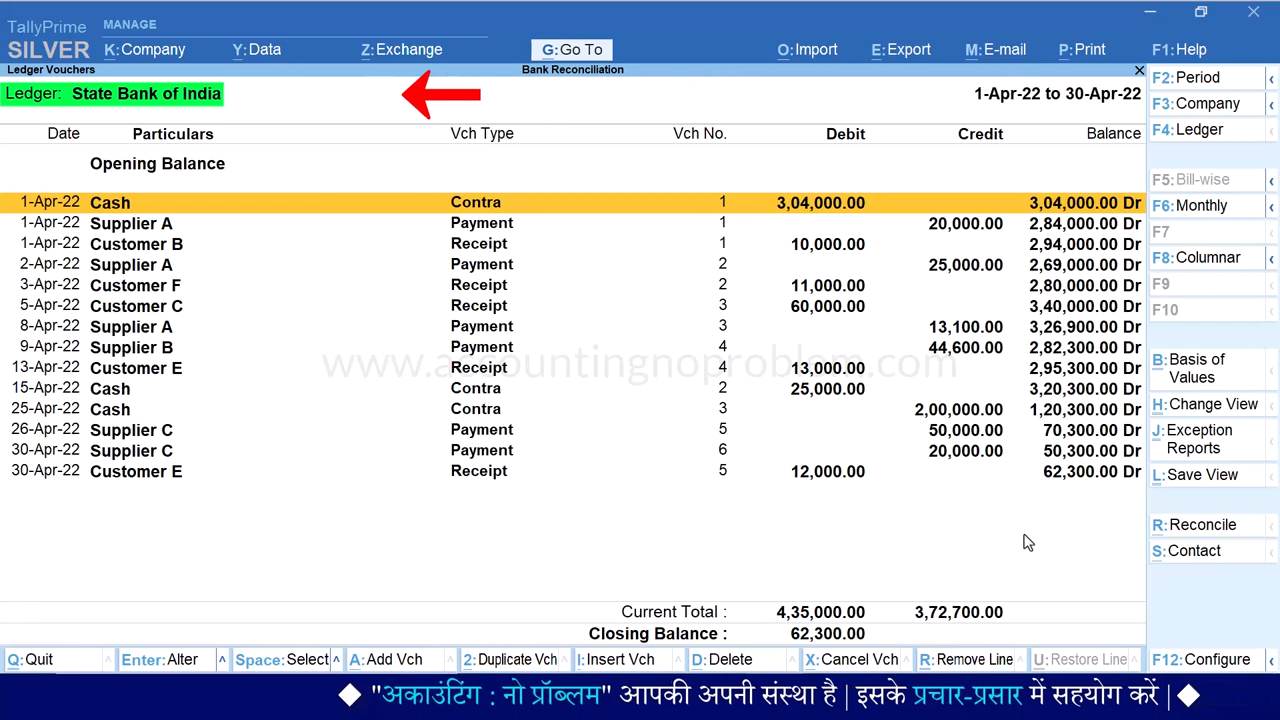 TallyPrime MANAGE
SILVER K:Company Y:Data Z:Exchange G:Go To O:Import E:Export M:E-mail P:Print F1:Help
Ledger Vouchers Bank Reconciliation
Ledger: State Bank of India 1-Apr-22 to 30-Apr-22
Date Particulars Vch Type Vch No. Debit Credit Balance
Opening Balance
1-Apr-22 Cash Contra 1 3,04,000.00 3,04,000.00 Dr
1-Apr-22 Supplier A Payment 1 20,000.00 2,84,000.00 Dr
1-Apr-22 Customer B Receipt 1 10,000.00 2,94,000.00 Dr
2-Apr-22 Supplier A Payment 2 25,000.00 2,69,000.00 Dr
3-Apr-22 Customer F Receipt 2 11,000.00 2,80,000.00 Dr
5-Apr-22 Customer C Receipt 3 60,000.00 3,40,000.00 Dr
8-Apr-22 Supplier A Payment 3 13,100.00 3,26,900.00 Dr
9-Apr-22 Supplier B Payment 4 44,600.00 2,82,300.00 Dr
www.accountingnoproblem.com
13-Apr-22 Customer E Receipt 4 13,000.00 2,95,300.00 Dr
15-Apr-22 Cash Contra 2 25,000.00 3,20,300.00 Dr
25-Apr-22 Cash Contra 3 2,00,000.00 1,20,300.00 Dr
26-Apr-22 Supplier C Payment 5 50,000.00 70,300.00 Dr
30-Apr-22 Supplier C Payment 6 20,000.00 50,300.00 Dr
30-Apr-22 Customer E Receipt 5 12,000.00 62,300.00 Dr
Current Total : 4,35,000.00 3,72,700.00
Closing Balance : 62,300.00
F2:Period
F3:Company
F4:Ledger
F5:Bill-wise
F6:Monthly
F7
F8:Columnar
F9
F10
B:Basis of
Values
H:Change View
J:Exception
Reports
L:Save View
R:Reconcile
S:Contact
Q:Quit Enter:Alter Space:Select A:Add Vch 2:Duplicate Vch I:Insert Vch D:Delete X:Cancel Vch R:Remove Line U:Restore Line F12:Configure
"अकाउंटिंग : नो प्रॉब्लम" आपकी अपनी संस्था है | इसके प्रचार-प्रसार में सहयोग करें |